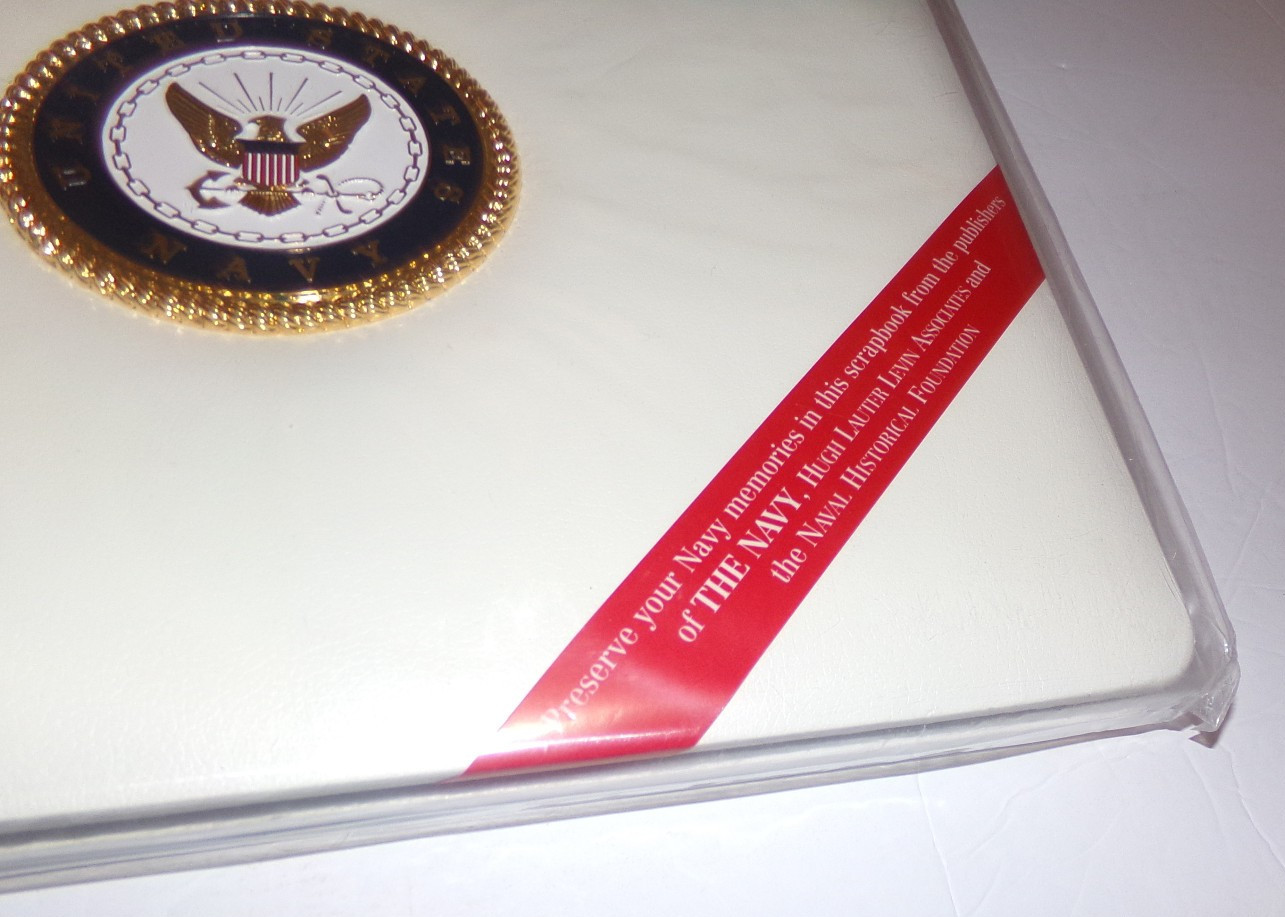 UNITED STATES
NAVY
Preserve your Navy memories in this scrapbook from the publishers
of THE NAVY, HUGH LAUTER LEVIN ASSOCIATES and
the NAVAL HISTORICAL FOUNDATION